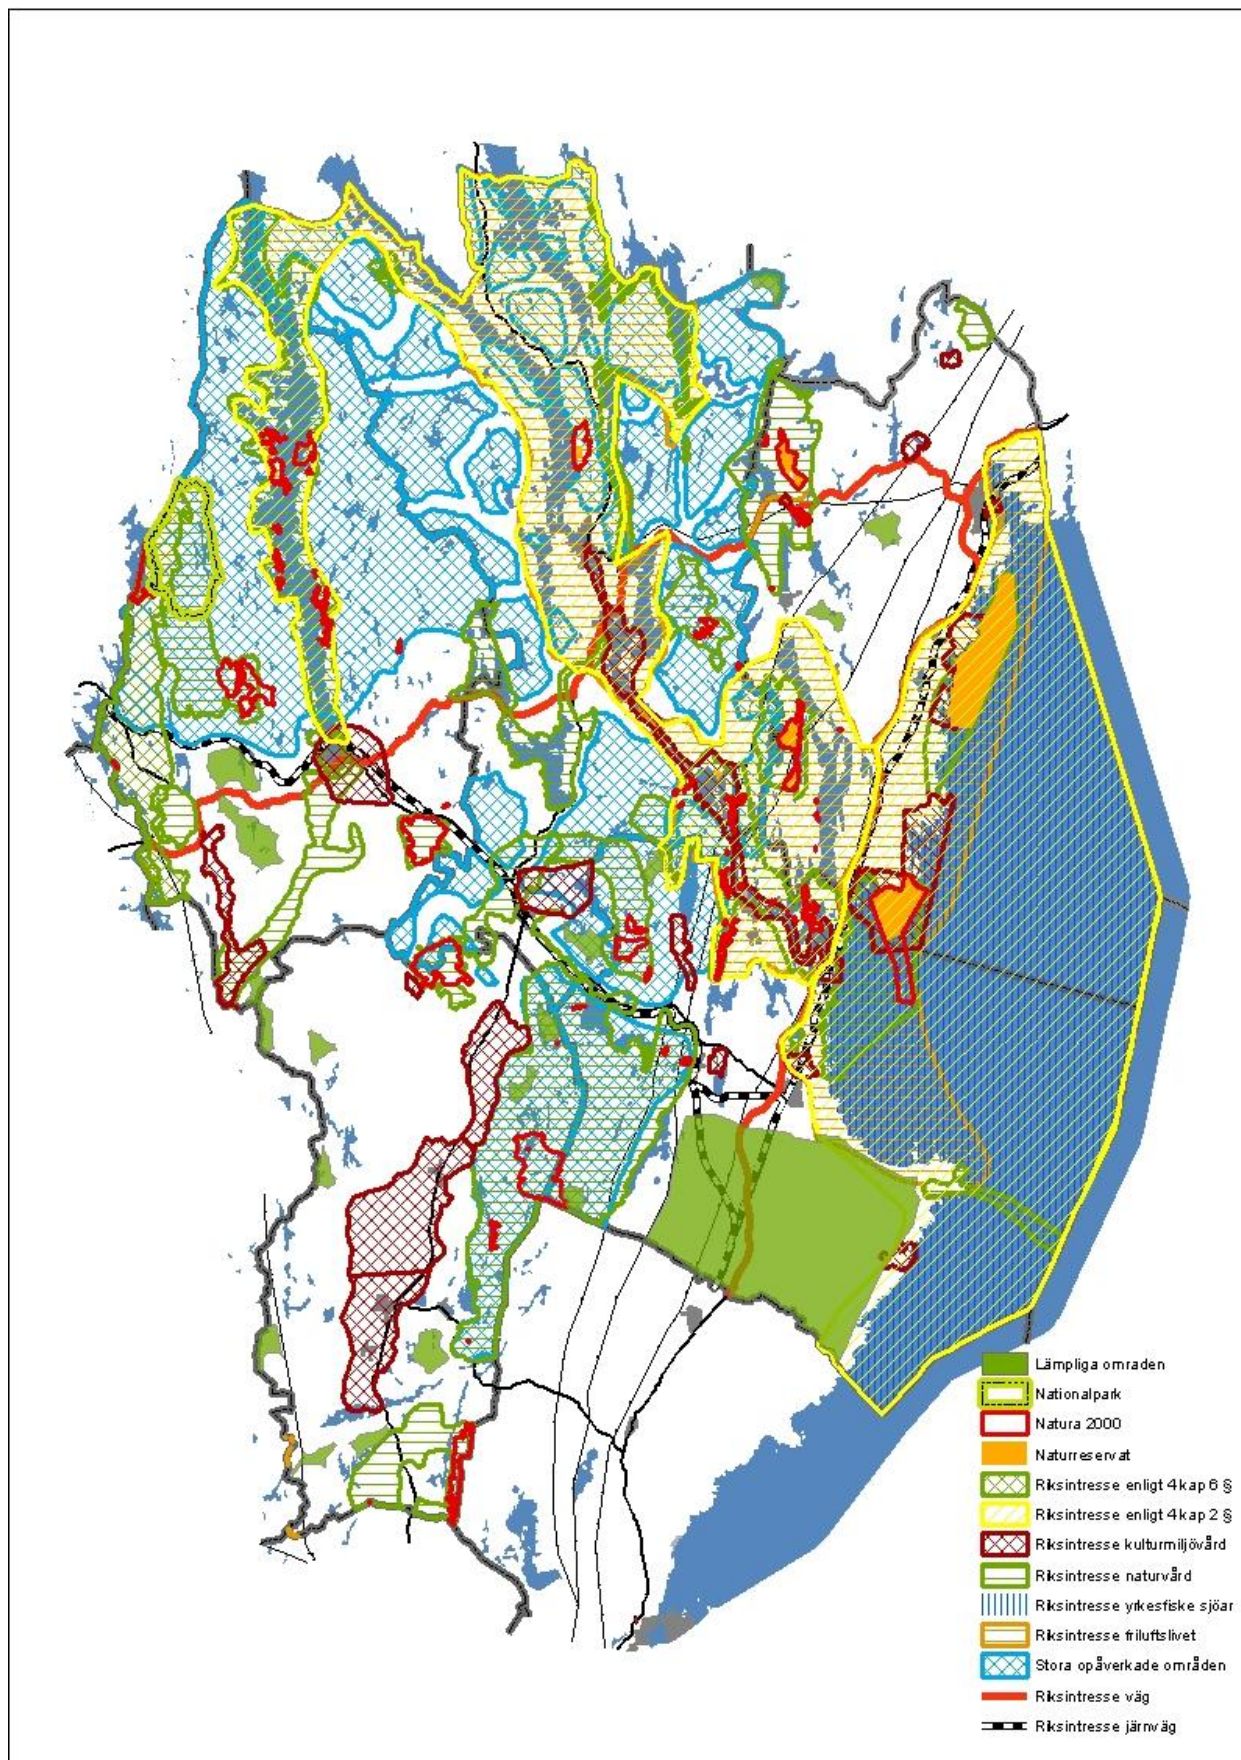 Lämpliga omraden
Nationalpark
Natura 2000
Naturreservat
Riksintresse enligt 4 kap 6 §
Riksintresse enligt 4 kap 2 §
Riksintresse kulturmiljövård
Riksintresse naturvård
Riksintresse yrkesfiske sjöar
Riksintresse friluftslivet
Stora opåverkade områden
Riksintresse väg
Riksintresse järnväg